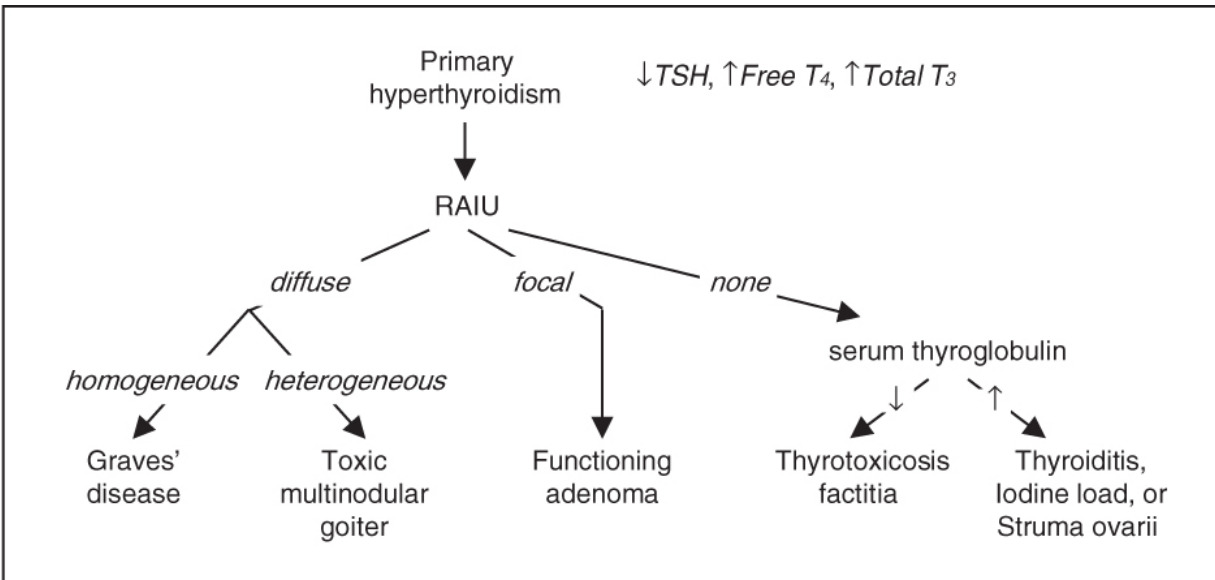 Primary
hyperthyroidism
↓TSH, ↑Free T₄, ↑Total T₃
RAIU
diffuse
focal
none
serum thyroglobulin
homogeneous
heterogeneous
↓
↑
Graves'
disease
Toxic
multinodular
goiter
Functioning
adenoma
Thyrotoxicosis
factitia
Thyroiditis,
Iodine load, or
Struma ovarii